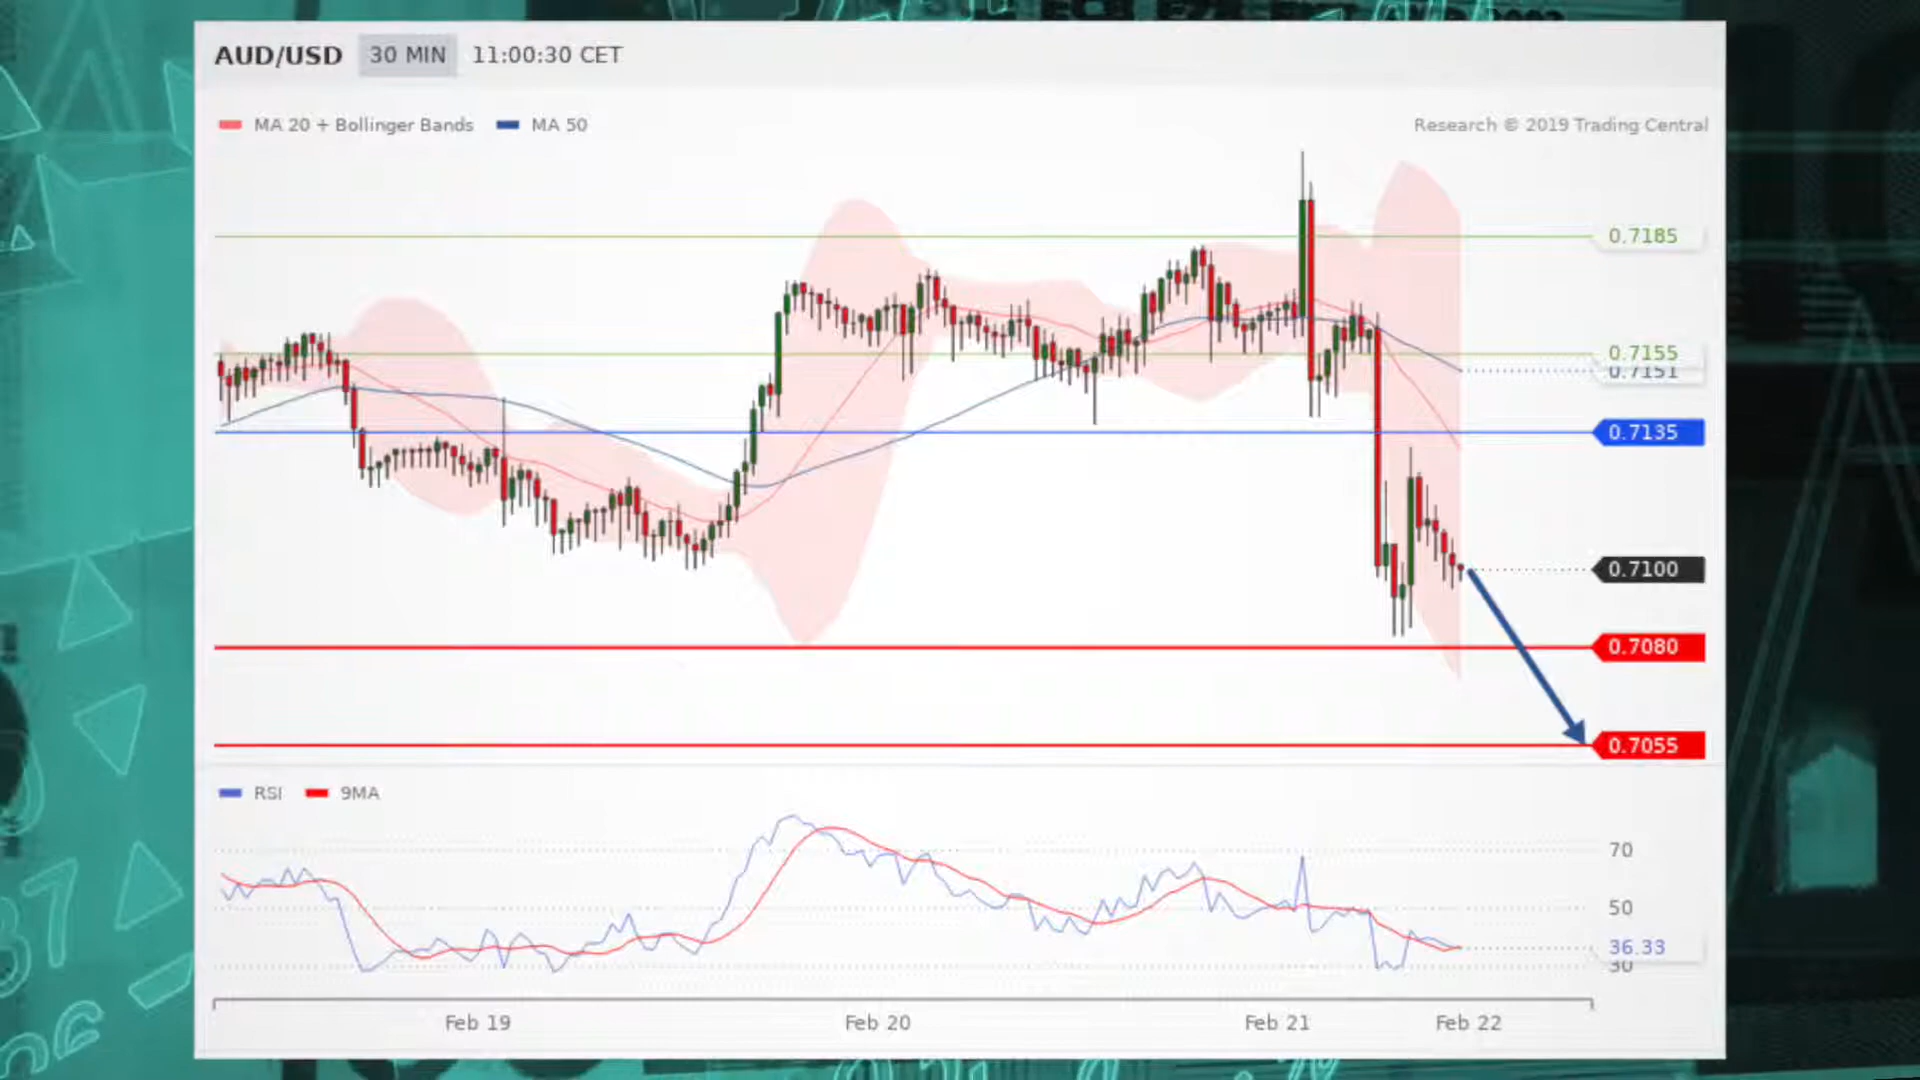 AUD/USD 30 MIN 11:00:30 CET
MA 20 + Bollinger Bands MA 50 Research © 2019 Trading Central
0.7185
0.7155
0.7151
0.7135
0.7100
0.7080
0.7055
RSI 9MA
70
50
36.33
30
Feb 19 Feb 20 Feb 21 Feb 22